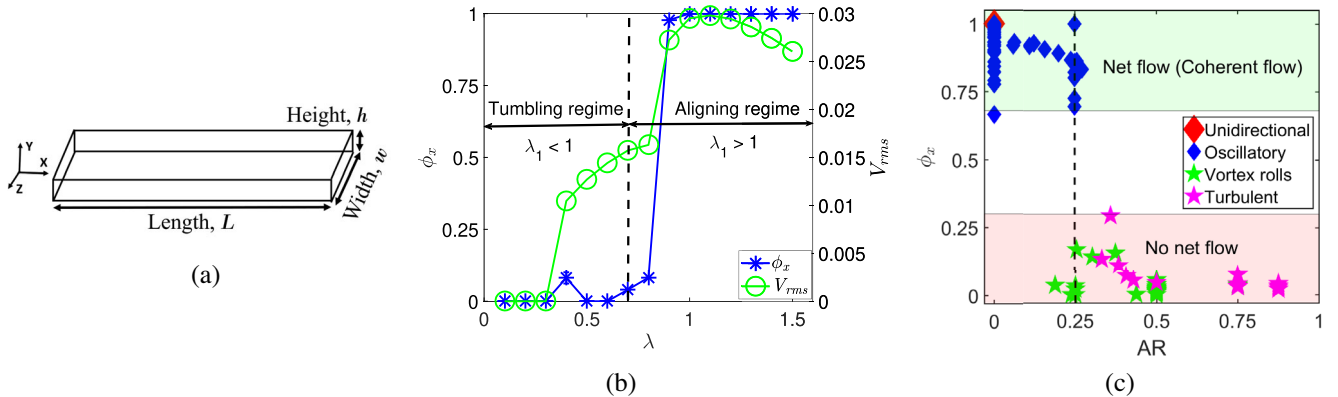 Y
X
Z
Height, h
Width, w
Length, L
(a)
1
0.75
0.5
0.25
0
ϕx
Tumbling regime
λ1 < 1
Aligning regime
λ1 > 1
ϕx
Vrms
0.030
0.025
0.020
0.015
0.01
0.005
0
Vrms
0
0.5
1
1.5
λ
(b)
1
0.75
0.5
0.25
0
ϕx
Net flow (Coherent flow)
Unidirectional
Oscillatory
Vortex rolls
Turbulent
No net flow
0
0.25
0.5
0.75
1
AR
(c)